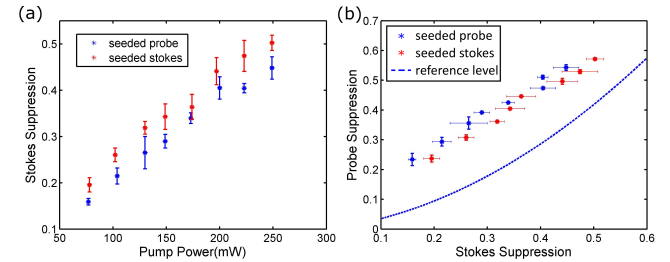 (a)
seeded probe
seeded stokes
Stokes Suppression
0.5
0.4
0.3
0.2
0.1
50
100
150
200
250
300
Pump Power(mW)
(b)
seeded probe
seeded stokes
reference level
Probe Suppression
0.7
0.6
0.5
0.4
0.3
0.2
0.1
0
0.1
0.2
0.3
0.4
0.5
0.6
Stokes Suppression